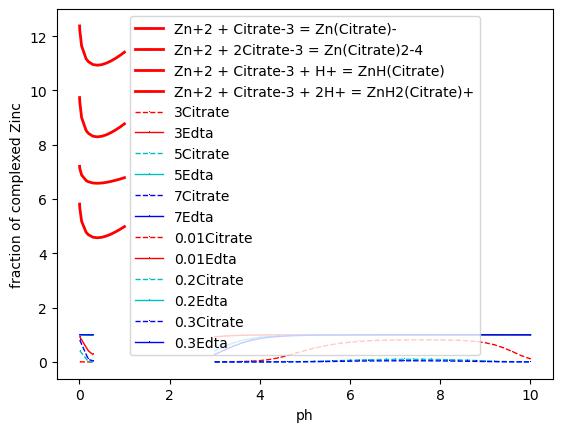 12
10
8
6
4
2
0
fraction of complexed Zinc
Zn+2 + Citrate-3 = Zn(Citrate)-
Zn+2 + 2Citrate-3 = Zn(Citrate)2-4
Zn+2 + Citrate-3 + H+ = ZnH(Citrate)
Zn+2 + Citrate-3 + 2H+ = ZnH2(Citrate)+
3Citrate
3Edta
5Citrate
5Edta
7Citrate
7Edta
0.01Citrate
0.01Edta
0.2Citrate
0.2Edta
0.3Citrate
0.3Edta
0 2 4 6 8 10
ph